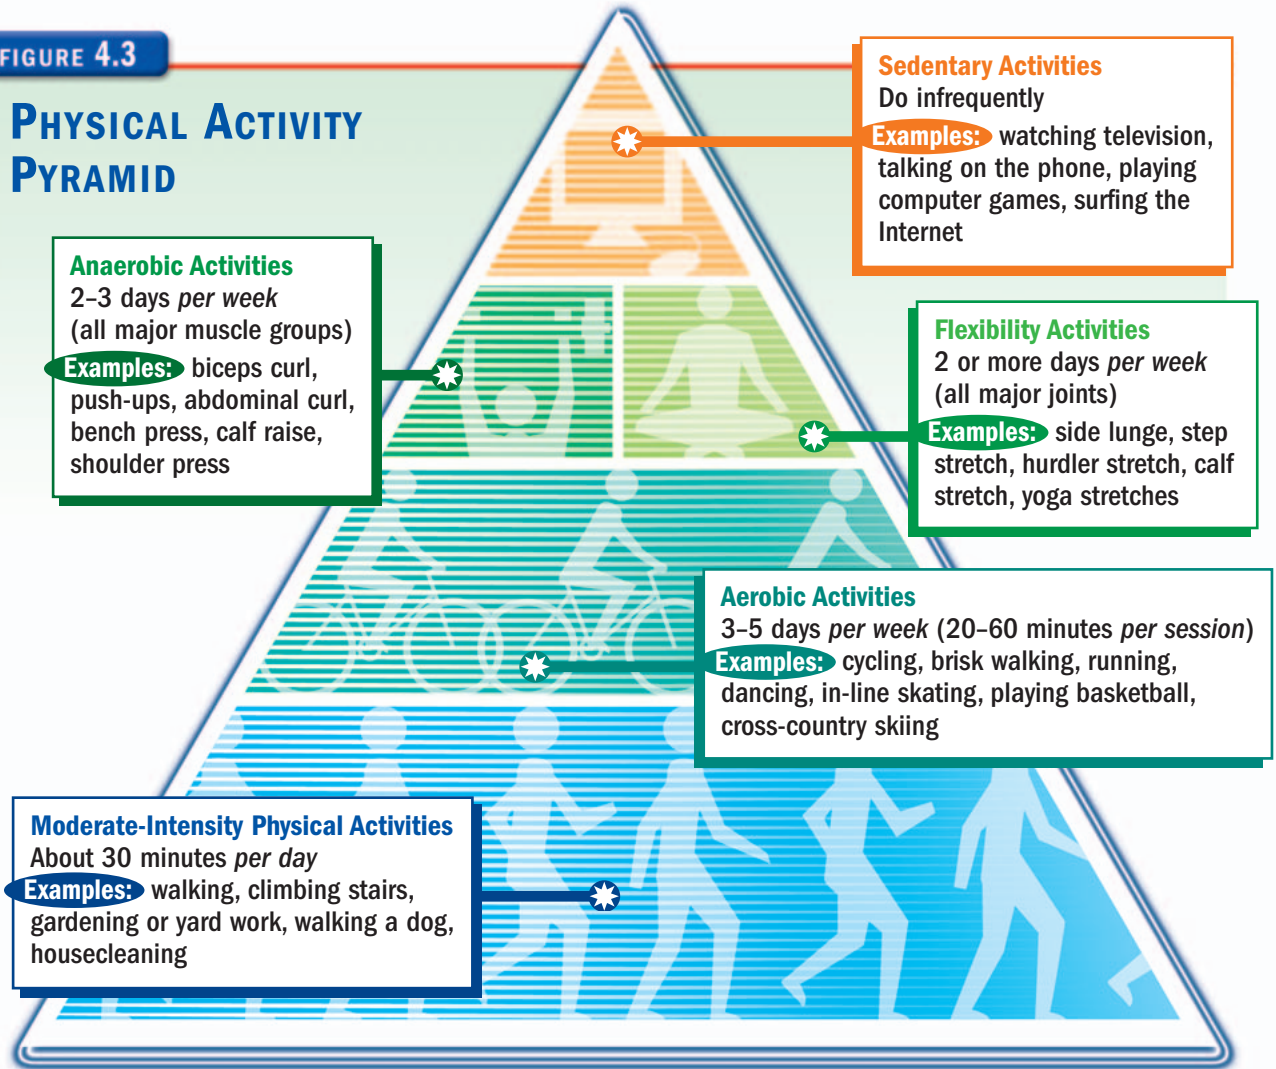 FIGURE 4.3
PHYSICAL ACTIVITY
PYRAMID
Sedentary Activities
Do infrequently
Examples: watching television,
talking on the phone, playing
computer games, surfing the
Internet
Anaerobic Activities
2–3 days per week
(all major muscle groups)
Examples: biceps curl,
push-ups, abdominal curl,
bench press, calf raise,
shoulder press
Flexibility Activities
2 or more days per week
(all major joints)
Examples: side lunge, step
stretch, hurdler stretch, calf
stretch, yoga stretches
Aerobic Activities
3–5 days per week (20–60 minutes per session)
Examples: cycling, brisk walking, running,
dancing, in-line skating, playing basketball,
cross-country skiing
Moderate-Intensity Physical Activities
About 30 minutes per day
Examples: walking, climbing stairs,
gardening or yard work, walking a dog,
housecleaning